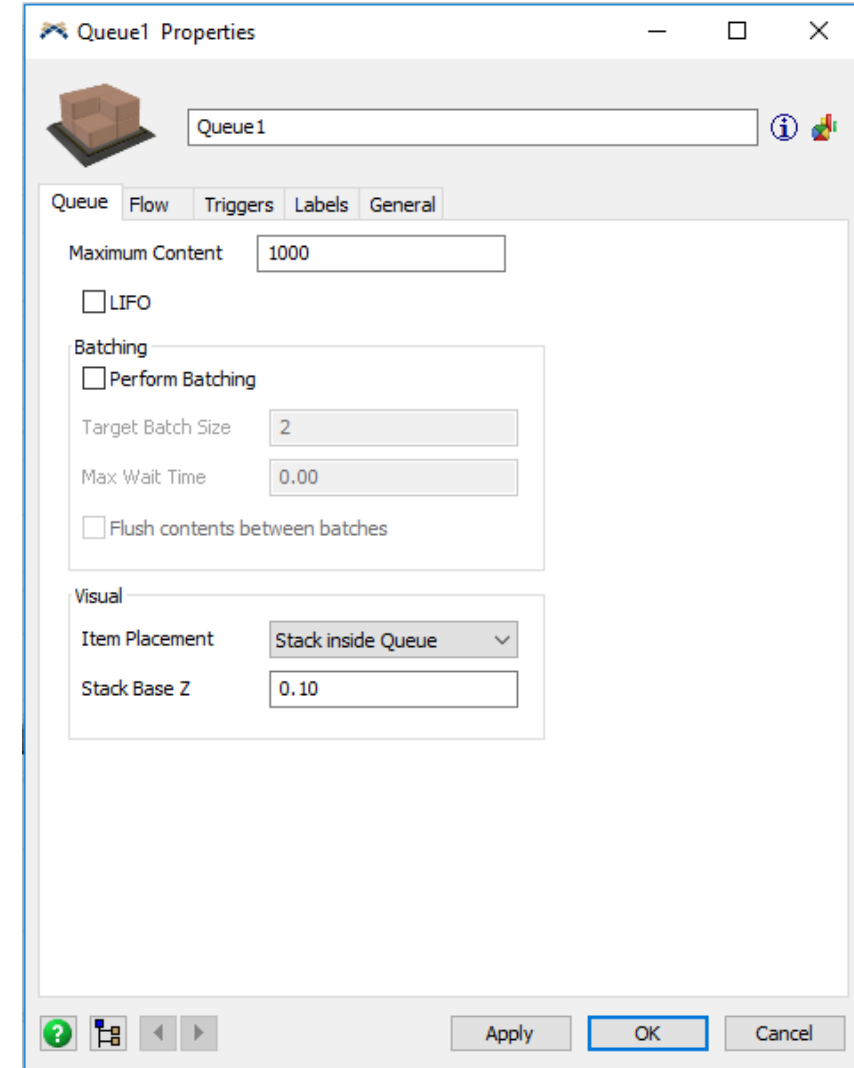 Queue1 Properties
Queue1
Queue Flow Triggers Labels General
Maximum Content 1000
LIFO
Batching
Perform Batching
Target Batch Size 2
Max Wait Time 0.00
Flush contents between batches
Visual
Item Placement Stack inside Queue
Stack Base Z 0.10
Apply OK Cancel